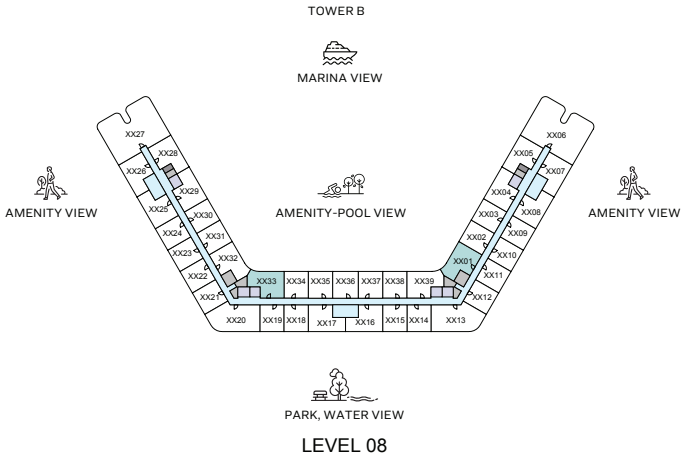 TOWER B
MARINA VIEW
XX27
XX06
XX28
XX05
XX26
XX07
XX29
XX04
XX25
XX08
XX30
XX03
XX24
XX09
XX31
XX02
XX23
XX10
XX32
XX01
XX22
XX11
XX21
XX12
AMENITY VIEW
AMENITY-POOL VIEW
AMENITY VIEW
XX33 XX34 XX35 XX36 XX37 XX38 XX39
XX20 XX19 XX18 XX17 XX16 XX15 XX14 XX13
PARK, WATER VIEW
LEVEL 08